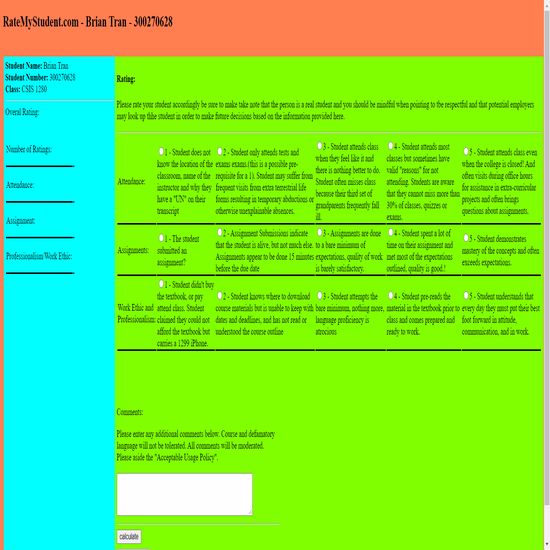 RateMyStudent.com - Brian Tran - 300270628
Student Name: Brian Tran
Student Number: 300270628
Class: CSIS 1280
Overal Rating:
Number of Ratings:
Attendance:
Assignment:
Professionalism/Work Ethic:
Rating:
Please rate your student accordingly be sure to make take note that the person is a real student and you should be mindful when pointing to the respectful and that potential employers
may look up thhe student in order to make future decisions based on the information provided here.
Attendance:
1 - Student does not
know the location of the
classroom, name of the
instructor and why they
have a "UN" on their
transcript
2 - Student only attends tests and
exams exams.(this is a possible pre-
requisite for a 1). Student may suffer from
frequent visits from extra terrestrial life
forms resulting in temporary abductions or
otherwise unexplainable absences.
3 - Student attends class
when they feel like it and
there is nothing better to do.
Student often misses class
because their third set of
grandparents frequently fall
ill.
4 - Student attends most
classes but sometimes have
valid "reasons" for not
attending. Students are aware
that they cannot miss more than
30% of classes, quizzes or
exams.
5 - Student attends class even
when the college is closed! And
often visits during office hours
for assistance in extra-curricular
projects and often brings
questions about assignments.
Assignments:
1 - The student
submitted an
assignment?
2 - Assignment Submissions indicate
that the student is alive, but not much else.
Assignments appear to be done 15 minutes
before the due date
3 - Assignments are done
to a bare minimum of
expectations, quality of work
is barely satisfactory.
4 - Student spent a lot of
time on their assignment and
met most of the expectations
outlined, quality is good.!
5 - Student demonstrates
mastery of the concepts and often
exceeds expectations.
Work Ethic and
Professionalism:
1 - Student didn't buy
the textbook, or pay
attend class. Student
claimed they could not
afford the textbook but
carries a 1299 iPhone.
2 - Student knows where to download
course materials but is unable to keep with
dates and deadlines, and has not read or
understood the course outline
3 - Student attempts the
bare minimum, nothing more,
language proficiency is
atrocious
4 - Student pre-reads the
material in the textbook prior to
class and comes prepared and
ready to work.
5 - Student understands that
every day they must put their best
foot forward in attitude,
communication, and in work.
Comments:
Please enter any additional comments below. Course and defamatory
language will not be tolerated. All comments will be moderated.
Please aside the "Acceptable Usage Policy".
calculate